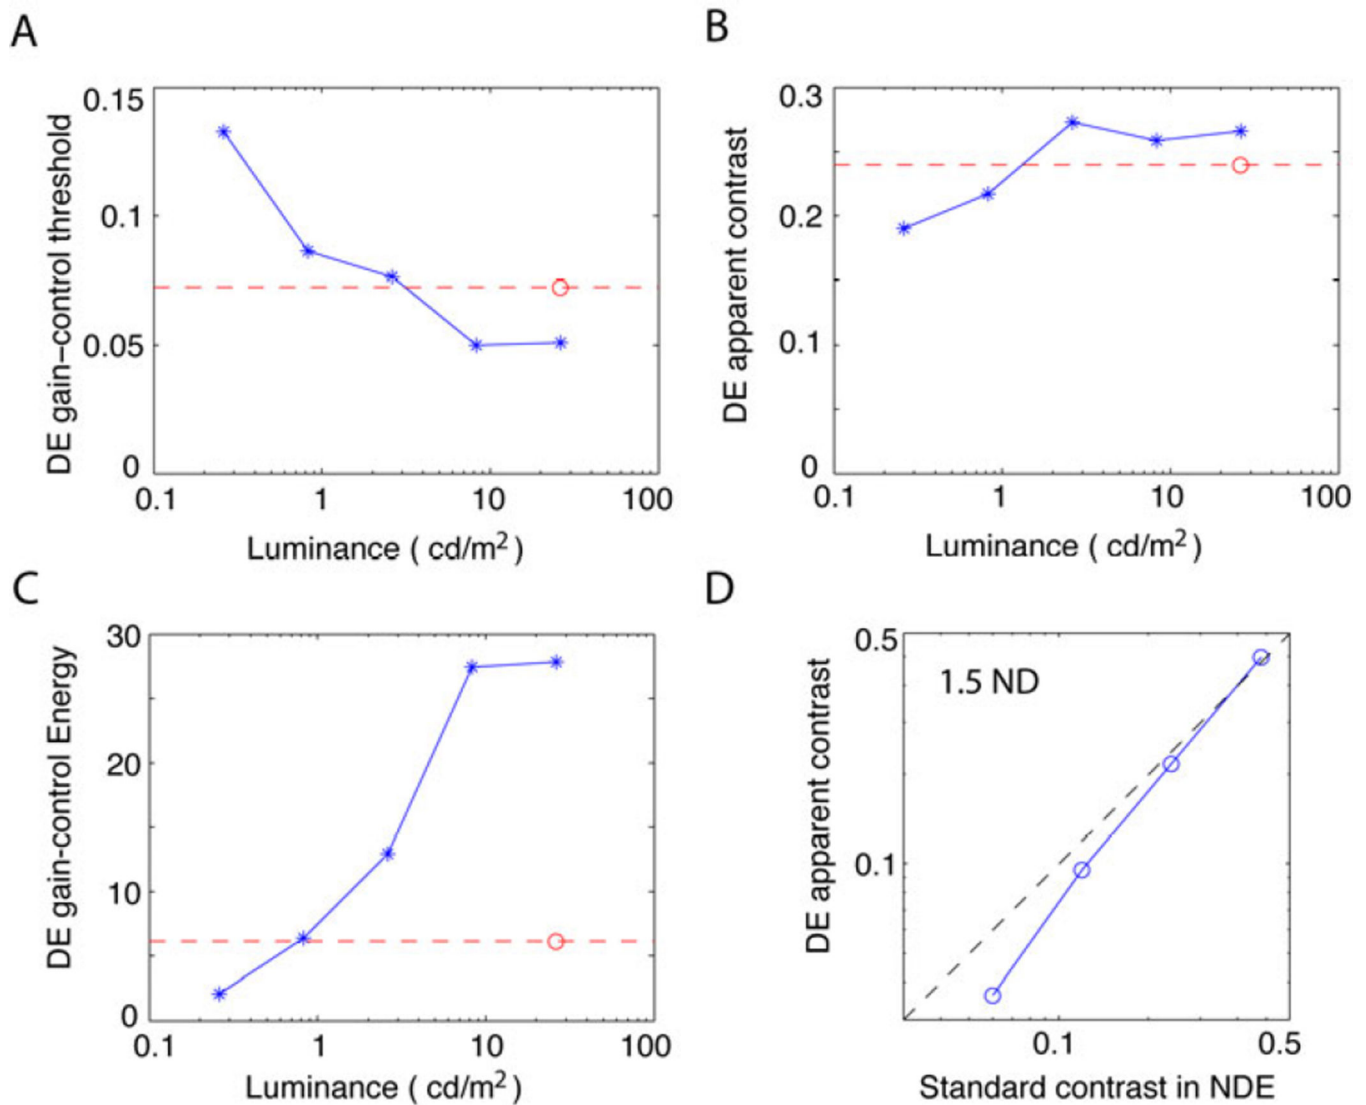 A
0.15
0.1
0.05
0
0.1 1 10 100
DE gain-control threshold
Luminance ( cd/m²)
B
0.3
0.2
0.1
0
0.1 1 10 100
DE apparent contrast
Luminance ( cd/m²)
C
30
20
10
0
0.1 1 10 100
DE gain-control Energy
Luminance ( cd/m²)
D
1.5 ND
0.5
0.1
0.1 0.5
DE apparent contrast
Standard contrast in NDE